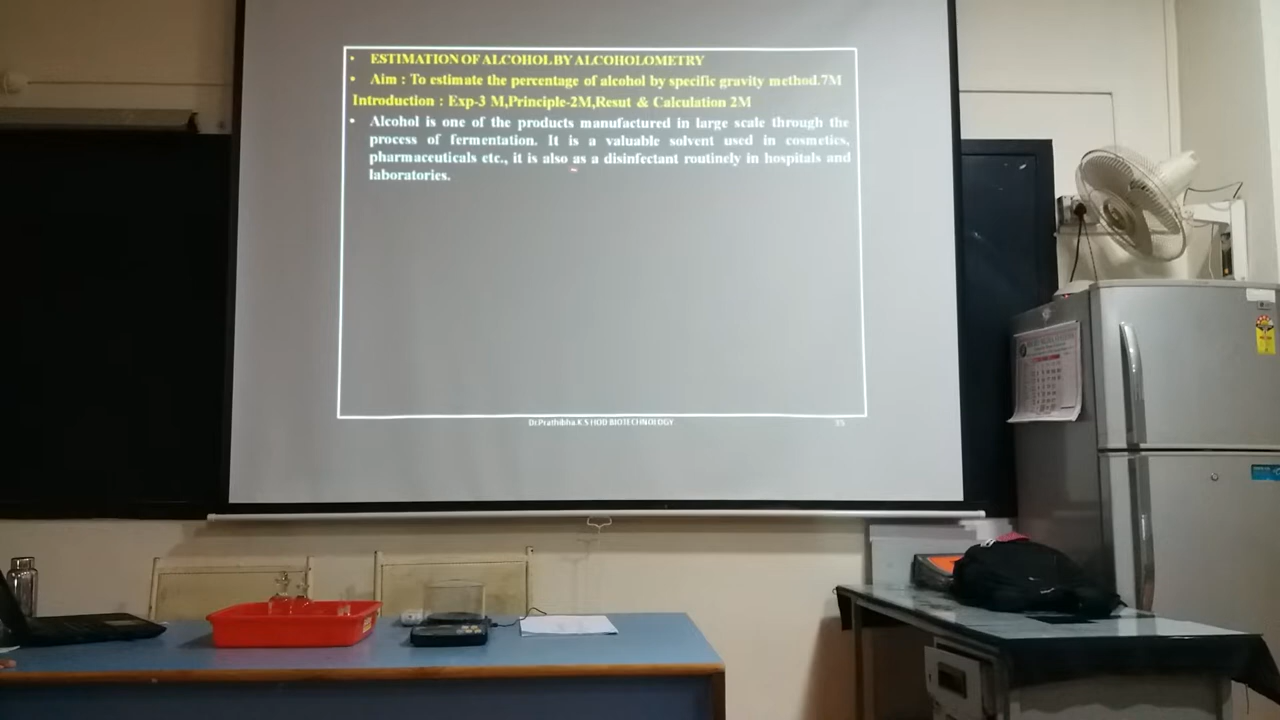 • ESTIMATION OF ALCOHOL BY ALCOHOLOMETRY
• Aim : To estimate the percentage of alcohol by specific gravity method.7M
Introduction : Exp-3 M,Principle-2M,Resut & Calculation 2M
• Alcohol is one of the products manufactured in large scale through the
process of fermentation. It is a valuable solvent used in cosmetics,
pharmaceuticals etc., it is also as a disinfectant routinely in hospitals and
laboratories.
Dr.Prathibha.K S HOD BIOTECHNOLOGY
35